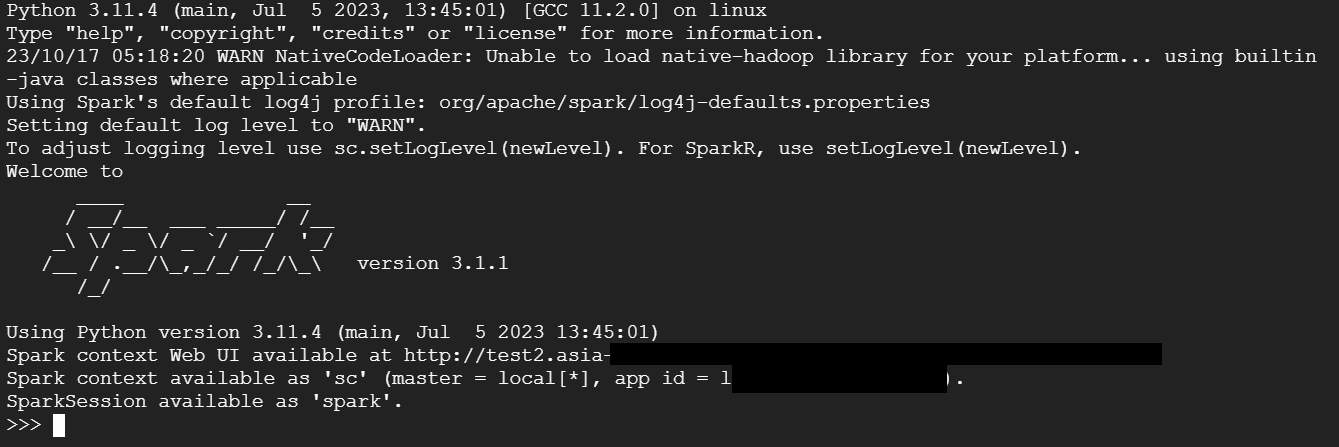 Python 3.11.4 (main, Jul  5 2023, 13:45:01) [GCC 11.2.0] on linux
Type "help", "copyright", "credits" or "license" for more information.
23/10/17 05:18:20 WARN NativeCodeLoader: Unable to load native-hadoop library for your platform... using builtin
-java classes where applicable
Using Spark's default log4j profile: org/apache/spark/log4j-defaults.properties
Setting default log level to "WARN".
To adjust logging level use sc.setLogLevel(newLevel). For SparkR, use setLogLevel(newLevel).
Welcome to
      ____              __
     / __/__  ___ _____/ /__
    _\ \/ _ \/ _ `/ __/  '_/
   /__ / .__/\_,_/_/ /_/\_\   version 3.1.1
      /_/
Using Python version 3.11.4 (main, Jul  5 2023 13:45:01)
Spark context Web UI available at http://test2.asia-
Spark context available as 'sc' (master = local[*], app id = l ).
SparkSession available as 'spark'.
>>>